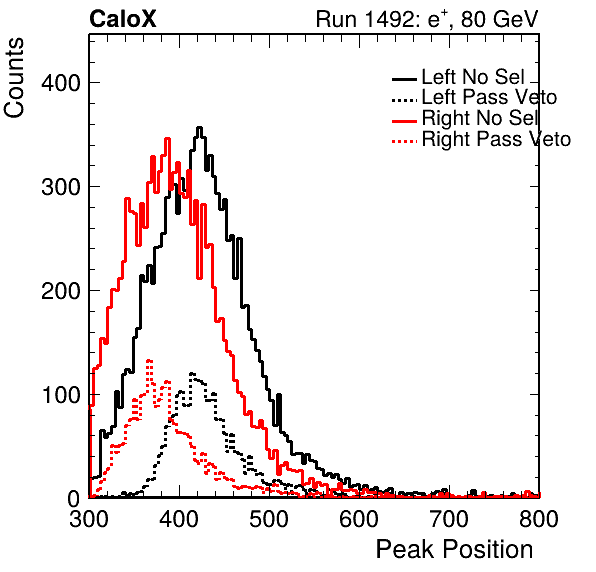 CaloX Run 1492: e+, 80 GeV
Counts
400
300
200
100
0
Left No Sel
Left Pass Veto
Right No Sel
Right Pass Veto
300 400 500 600 700 800
Peak Position